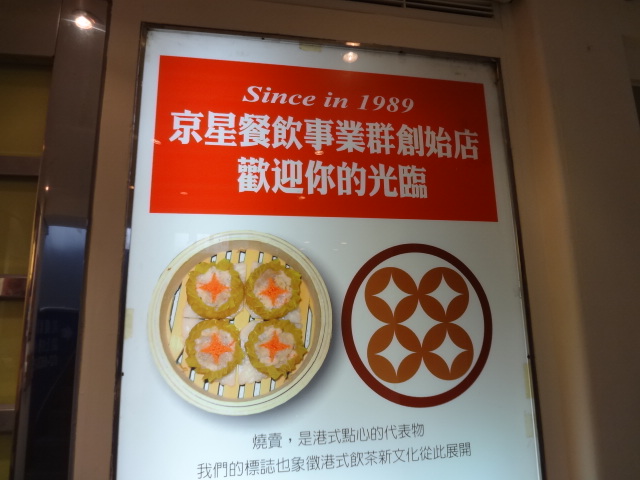 Since in 1989
京星餐飲事業群創始店
歡迎你的光臨
燒賣，是港式點心的代表物
我們的標誌也象徵港式飲茶新文化從此展開